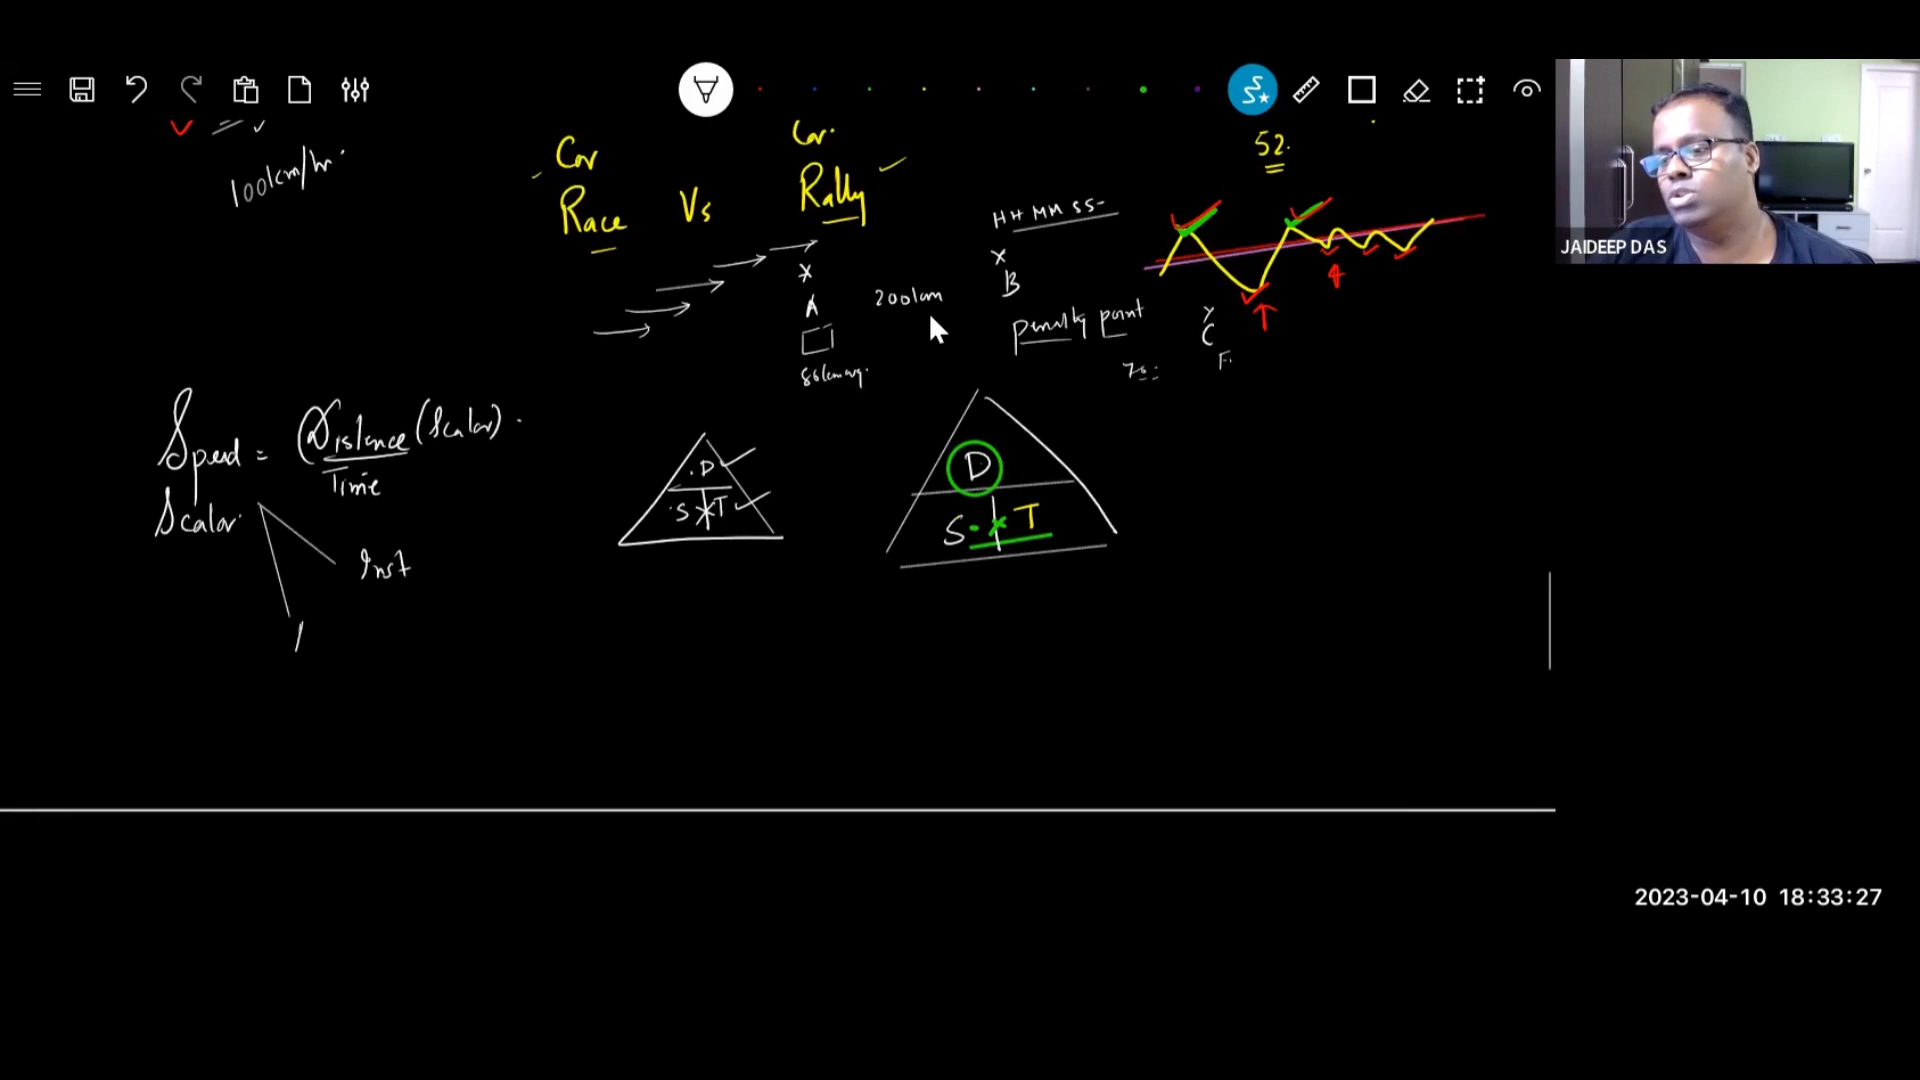 100km/hr.
Car
Race
Vs
Car.
Rally
HH MM SS-
52.
x
A
200km
x
B
penalty point
C
F.
Speed = Distance (Scalar).
Time
Scalar.
Inst
.D
.S x T
D
S. x T
JAIDEEP DAS
2023-04-10 18:33:27